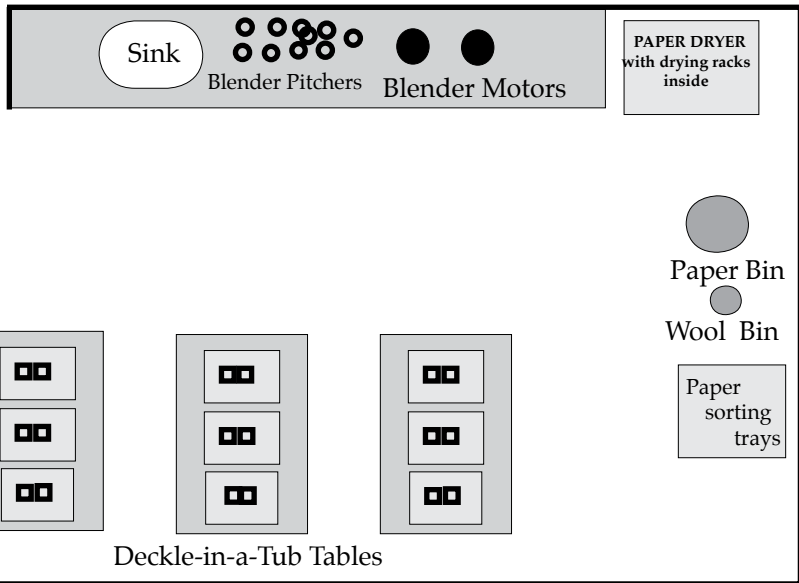 Sink
Blender Pitchers
Blender Motors
PAPER DRYER
with drying racks
inside
Paper Bin
Wool Bin
Paper
sorting
trays
Deckle-in-a-Tub Tables